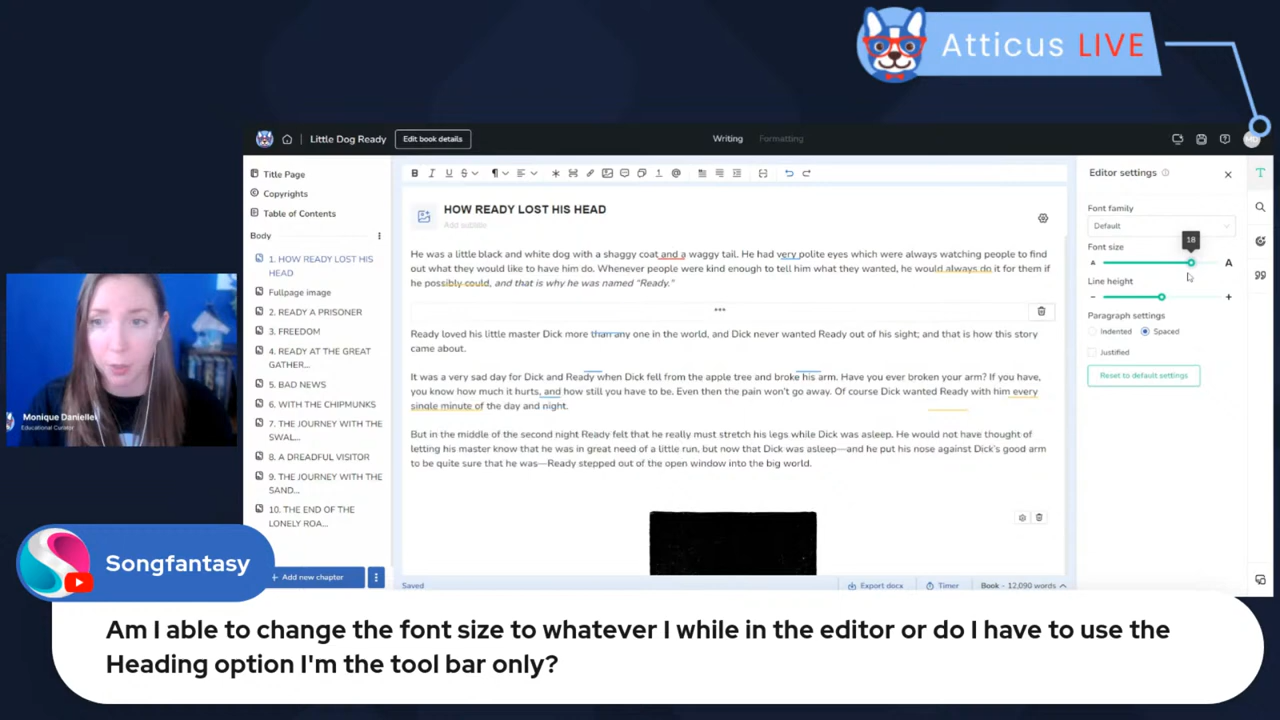 Atticus LIVE
Little Dog Ready
Edit book details
Writing
Formatting
Title Page
Copyrights
Table of Contents
Body
1. HOW READY LOST HIS
HEAD
Fullpage image
2. READY A PRISONER
3. FREEDOM
4. READY AT THE GREAT
GATHER...
5. BAD NEWS
6. WITH THE CHIPMUNKS
7. THE JOURNEY WITH THE
SWAL...
8. A DREADFUL VISITOR
9. THE JOURNEY WITH THE
SAND...
10. THE END OF THE
LONELY ROA...
Add new chapter
HOW READY LOST HIS HEAD
Add subtitle
He was a little black and white dog with a shaggy coat and a waggy tail. He had very polite eyes which were always watching people to find
out what they would like to have him do. Whenever people were kind enough to tell him what they wanted, he would always do it for them if
he possibly could, and that is why he was named "Ready."
***
Ready loved his little master Dick more than any one in the world, and Dick never wanted Ready out of his sight; and that is how this story
came about.
It was a very sad day for Dick and Ready when Dick fell from the apple tree and broke his arm. Have you ever broken your arm? If you have,
you know how much it hurts, and how still you have to be. Even then the pain won't go away. Of course Dick wanted Ready with him every
single minute of the day and night.
But in the middle of the second night Ready felt that he really must stretch his legs while Dick was asleep. He would not have thought of
letting his master know that he was in great need of a little run, but now that Dick was asleep—and he put his nose against Dick's good arm
to be quite sure that he was—Ready stepped out of the open window into the big world.
Saved
Export docx
Timer
Book - 12,090 words
Editor settings
Font family
Default
Font size
18
A A
Line height
Paragraph settings
Indented
Spaced
Justified
Reset to default settings
Monique Danielle
Educational Curator
Songfantasy
Am I able to change the font size to whatever I while in the editor or do I have to use the
Heading option I'm the tool bar only?